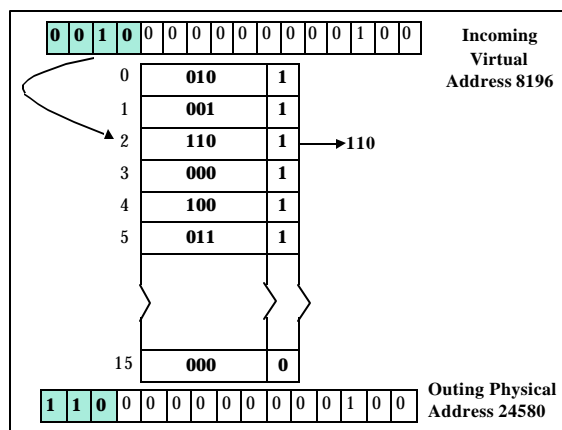 0 0 1 0 0 0 0 0 0 0 0 0 0 1 0 0
Incoming
Virtual
Address 8196
0 010 1
1 001 1
2 110 1 110
3 000 1
4 100 1
5 011 1
15 000 0
1 1 0 0 0 0 0 0 0 0 0 0 1 0 0
Outing Physical
Address 24580